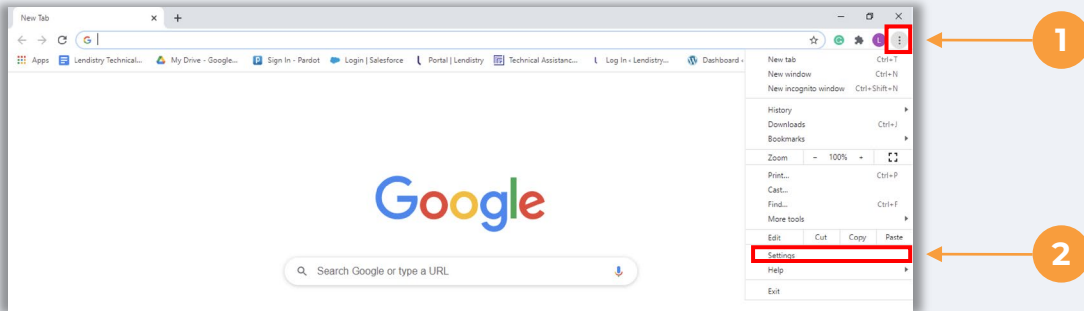 New Tab
Apps Lendistry Technical... My Drive - Google... Sign In - Pardot Login | Salesforce Portal | Lendistry Technical Assistanc... Log In ‹ Lendistry... Dashboard ‹
New tab Ctrl+T
New window Ctrl+N
New incognito window Ctrl+Shift+N
History
Downloads Ctrl+J
Bookmarks
Zoom - 100% +
Print... Ctrl+P
Cast...
Find... Ctrl+F
More tools
Edit Cut Copy Paste
Settings
Help
Exit
Google
Search Google or type a URL
1
2